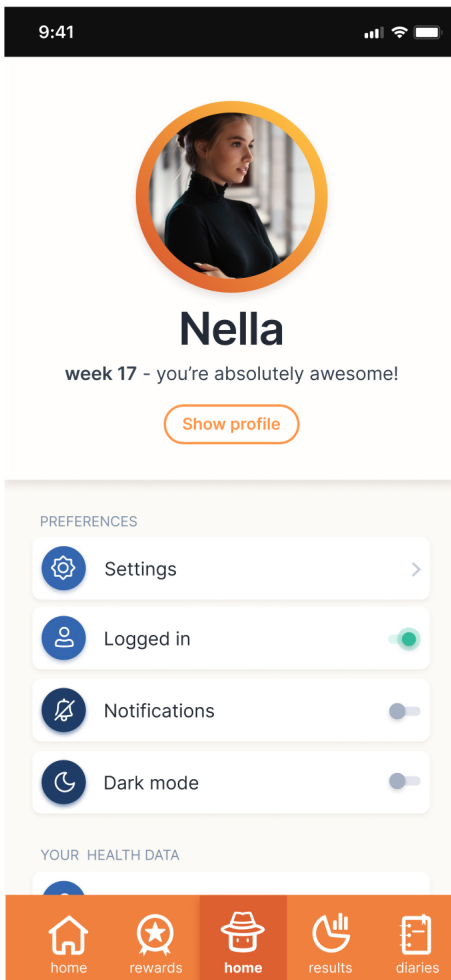 9:41
Nella
week 17 - you're absolutely awesome!
Show profile
PREFERENCES
Settings
Logged in
Notifications
Dark mode
YOUR HEALTH DATA
home
rewards
home
results
diaries